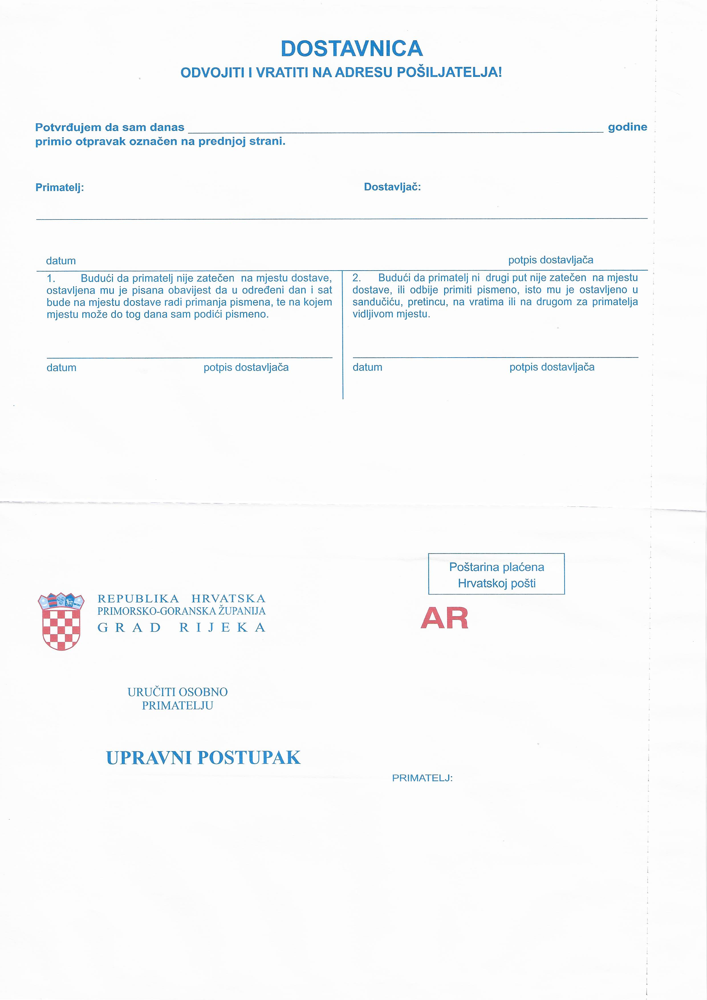 DOSTAVNICA
ODVOJITI I VRATITI NA ADRESU POŠILJATELJA!
Potvrđujem da sam danas godine
primio otpravak označen na prednjoj strani.
Primatelj: Dostavljač:
datum potpis dostavljača
1. Budući da primatelj nije zatečen na mjestu dostave,
ostavljena mu je pisana obavijest da u određeni dan i sat
bude na mjestu dostave radi primanja pismena, te na kojem
mjestu može do tog dana sam podići pismeno.
datum potpis dostavljača
2. Budući da primatelj ni drugi put nije zatečen na mjestu
dostave, ili odbije primiti pismeno, isto mu je ostavljeno u
sandučiću, pretincu, na vratima ili na drugom za primatelja
vidljivom mjestu.
datum potpis dostavljača
Poštarina plaćena
Hrvatskoj pošti
AR
REPUBLIKA HRVATSKA
PRIMORSKO-GORANSKA ŽUPANIJA
GRAD RIJEKA
URUČITI OSOBNO
PRIMATELJU
UPRAVNI POSTUPAK
PRIMATELJ: